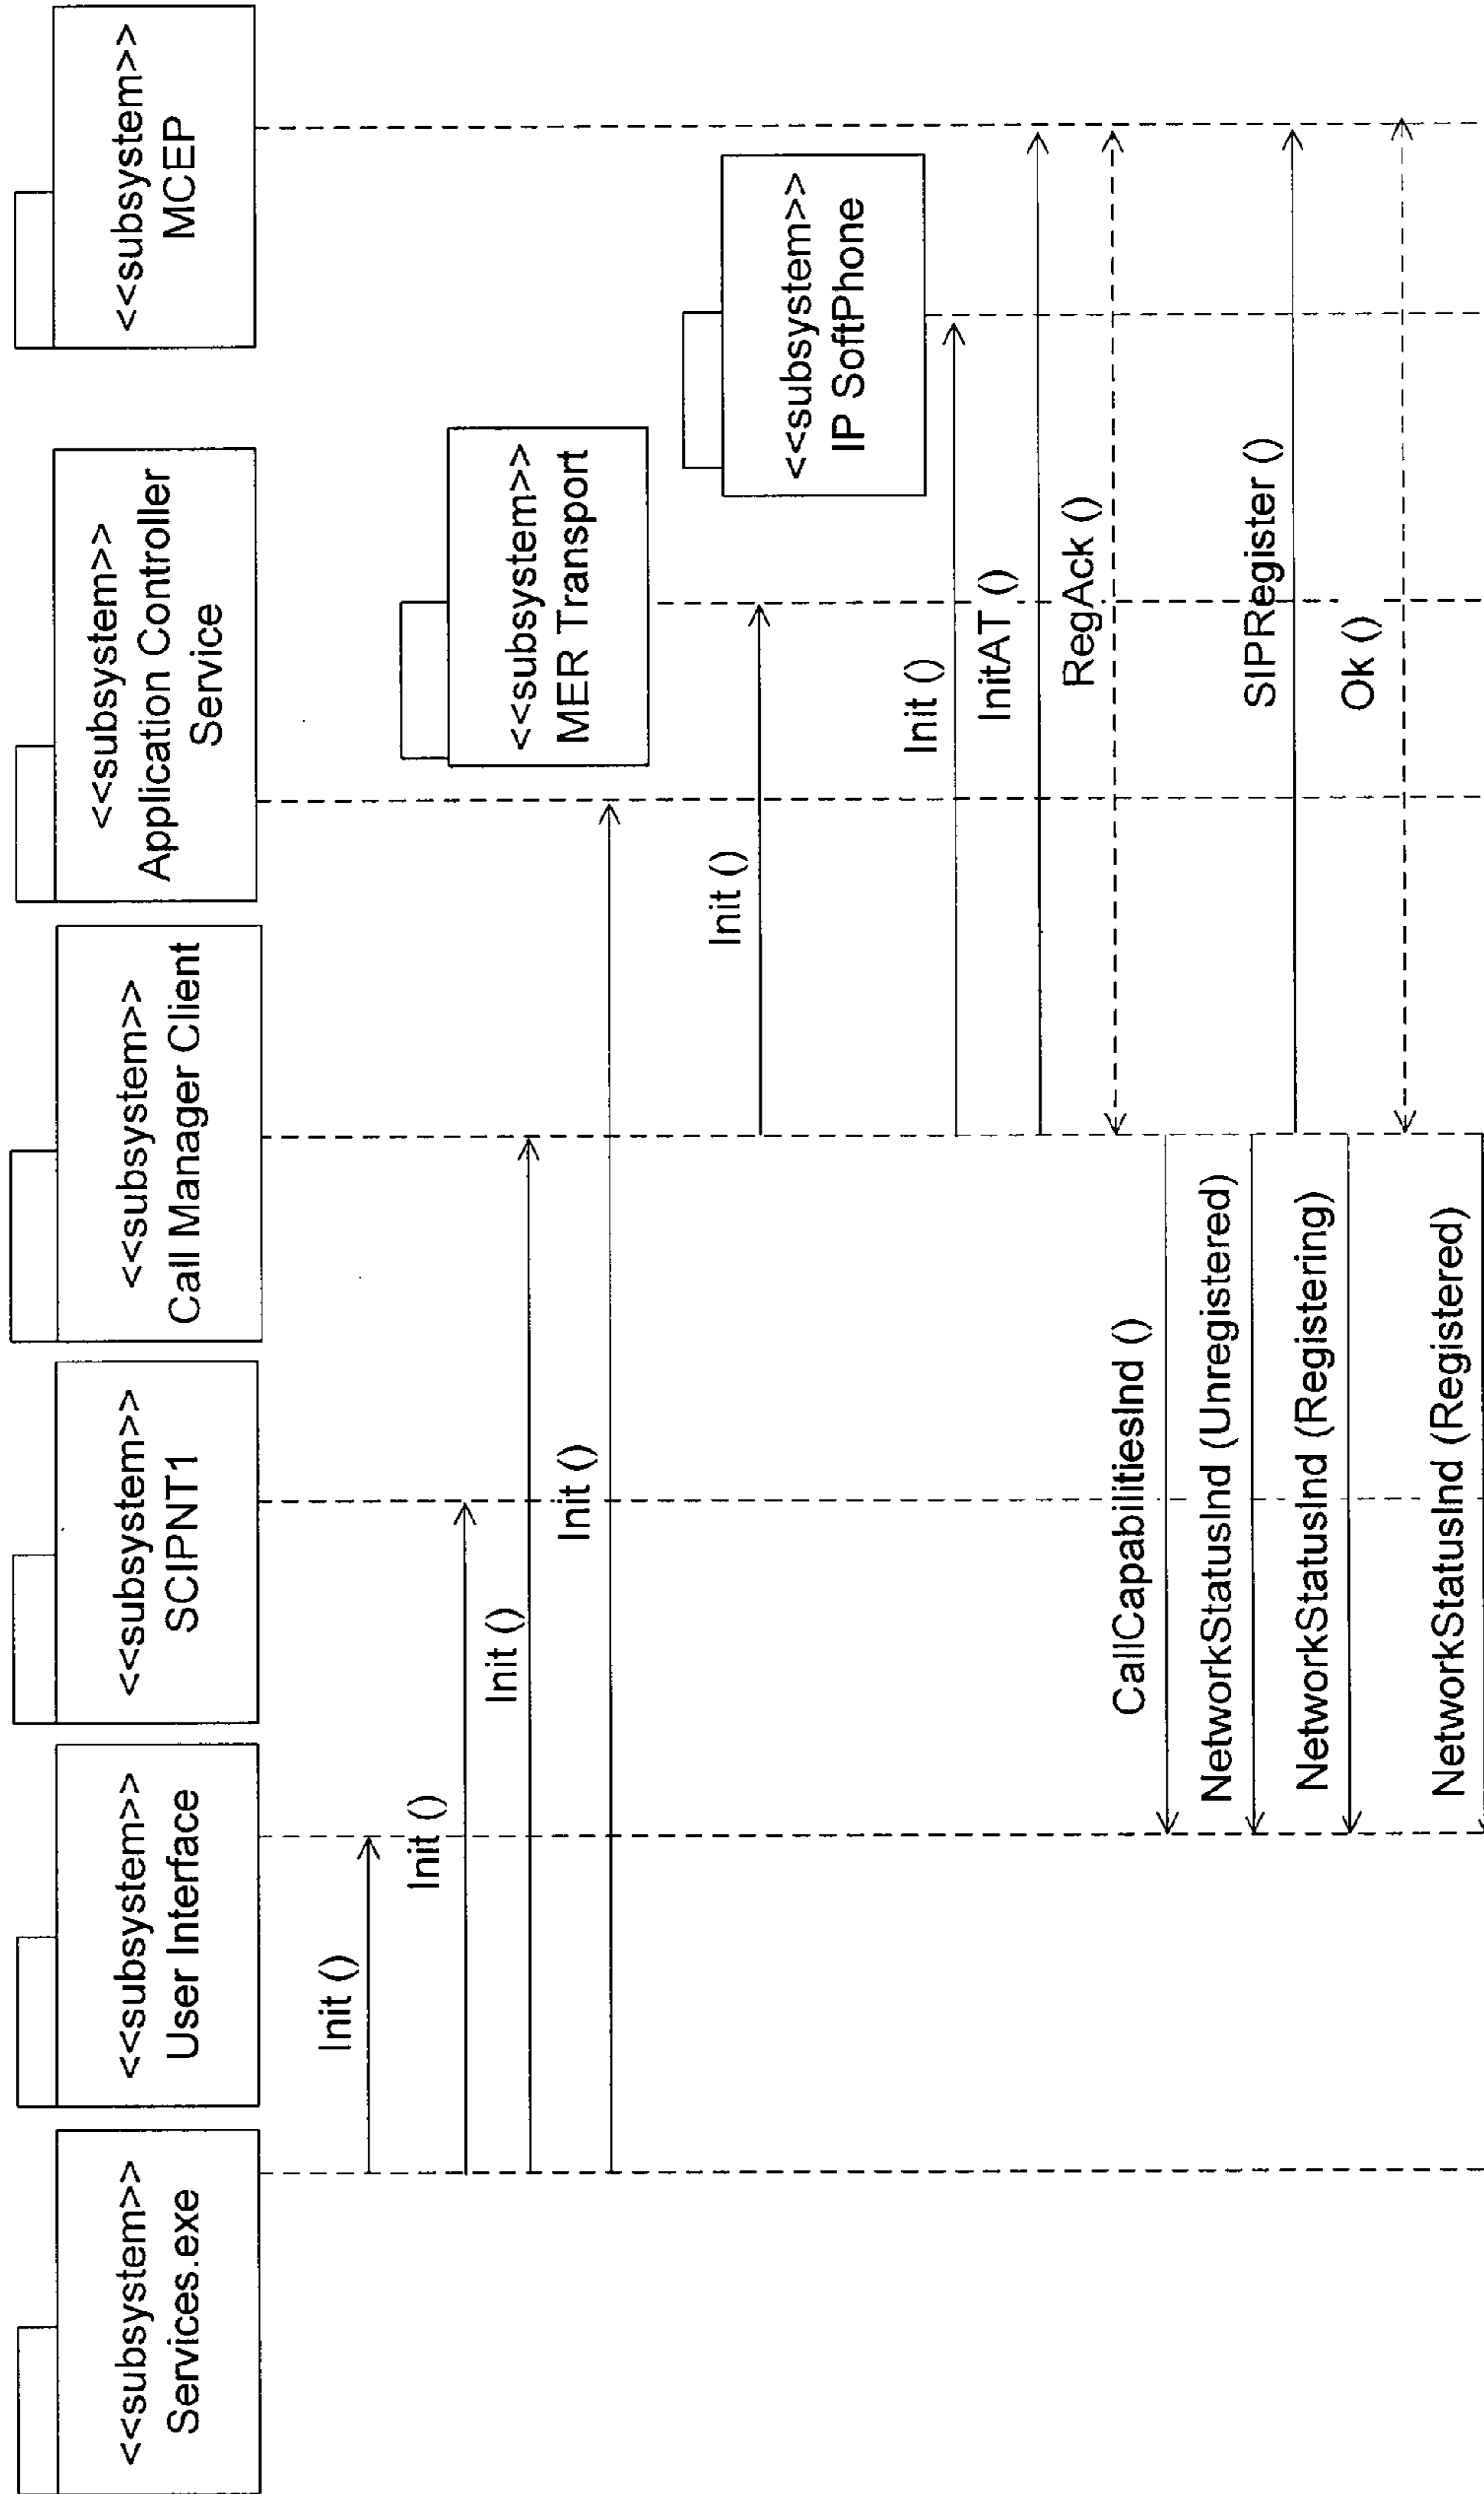 <<subsystem>>
Services.exe
<<subsystem>>
User Interface
<<subsystem>>
SCIPNT1
<<subsystem>>
Call Manager Client
<<subsystem>>
Application Controller
Service
<<subsystem>>
MCEP
Init ()
Init ()
<<subsystem>>
MER Transport
Init ()
Init ()
Init ()
<<subsystem>>
IP SoftPhone
Init ()
InitAT ()
RegAck ()
CallCapabilitiesInd ()
NetworkStatusInd (Unregistered)
SIPRegister ()
NetworkStatusInd (Registering)
Ok ()
NetworkStatusInd (Registered)